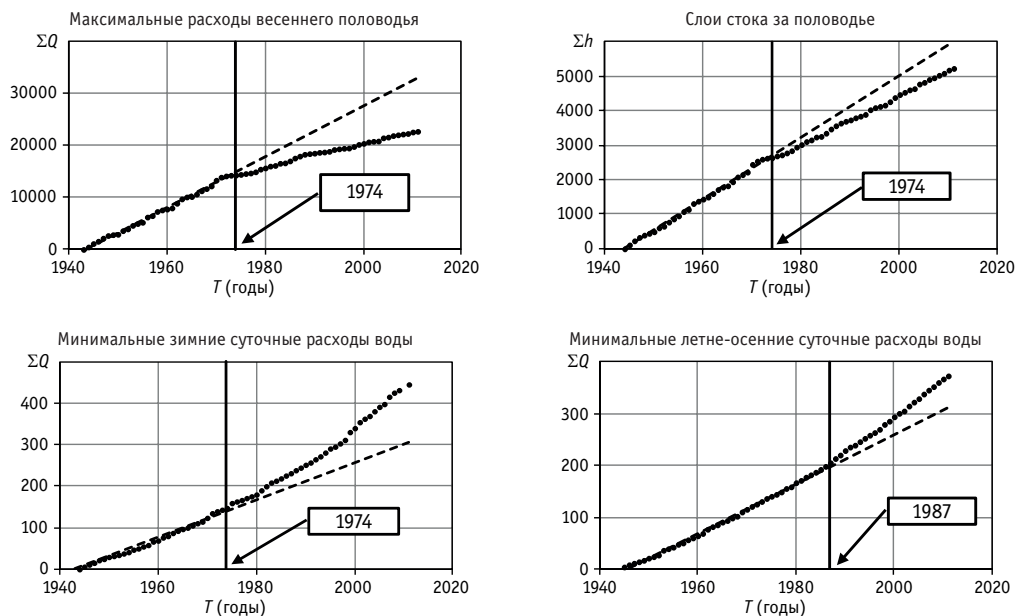 Максимальные расходы весеннего половодья
ΣQ
30000
20000
10000
0
1974
1940 1960 1980 2000 2020
T (годы)
Слои стока за половодье
Σh
5000
4000
3000
2000
1000
0
1974
1940 1960 1980 2000 2020
T (годы)
Минимальные зимние суточные расходы воды
ΣQ
400
300
200
100
0
1974
1940 1960 1980 2000 2020
T (годы)
Минимальные летне-осенние суточные расходы воды
ΣQ
300
200
100
0
1987
1940 1960 1980 2000 2020
T (годы)